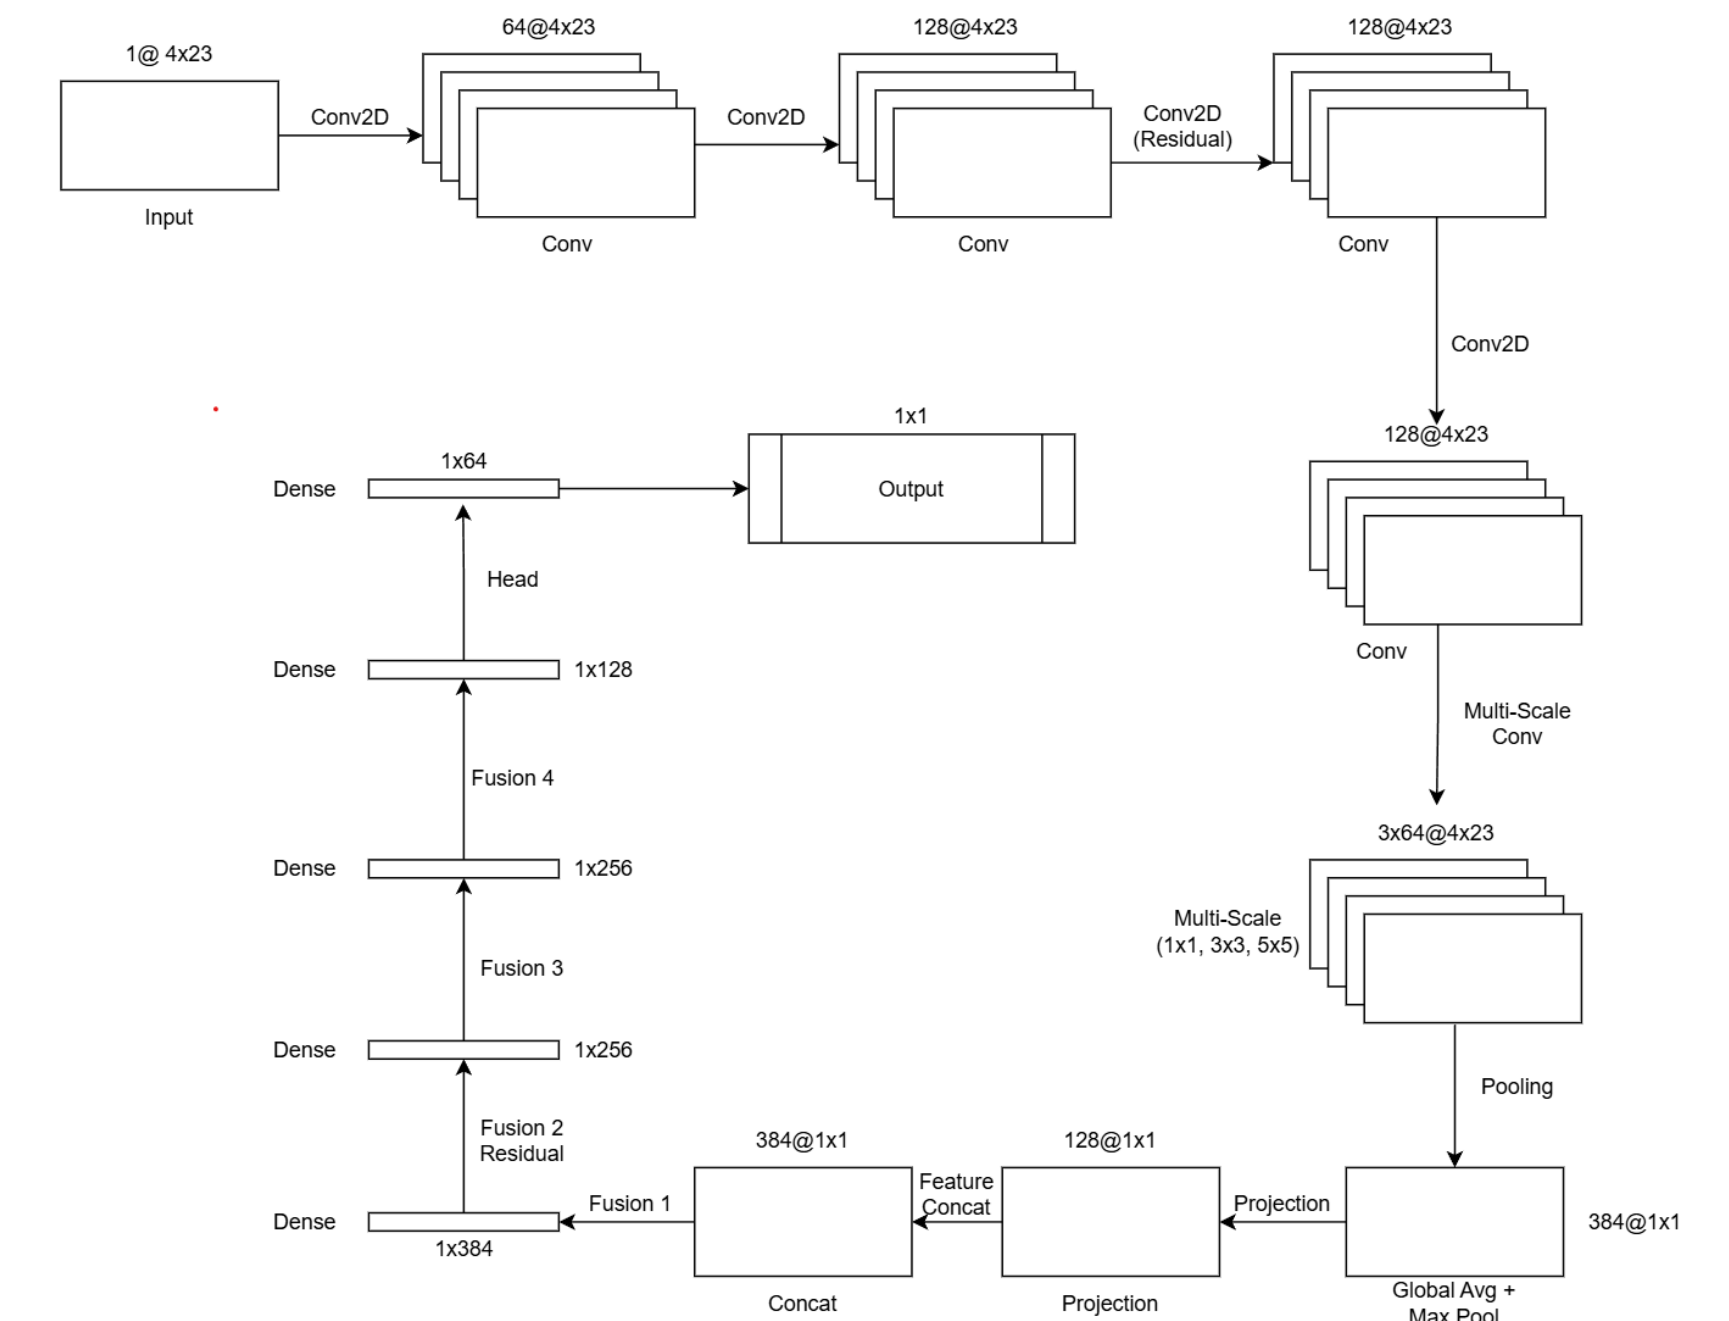 1@ 4x23
Input
Conv2D
64@4x23
Conv
Conv2D
128@4x23
Conv
Conv2D
(Residual)
128@4x23
Conv
Conv2D
128@4x23
Conv
Multi-Scale
Conv
3x64@4x23
Multi-Scale
(1x1, 3x3, 5x5)
Pooling
384@1x1
Global Avg +
Max Pool
Projection
128@1x1
Projection
Feature
Concat
384@1x1
Concat
Fusion 1
Dense
1x384
Fusion 2
Residual
Dense
1x256
Fusion 3
Dense
1x256
Fusion 4
Dense
1x128
Head
Dense
1x64
1x1
Output